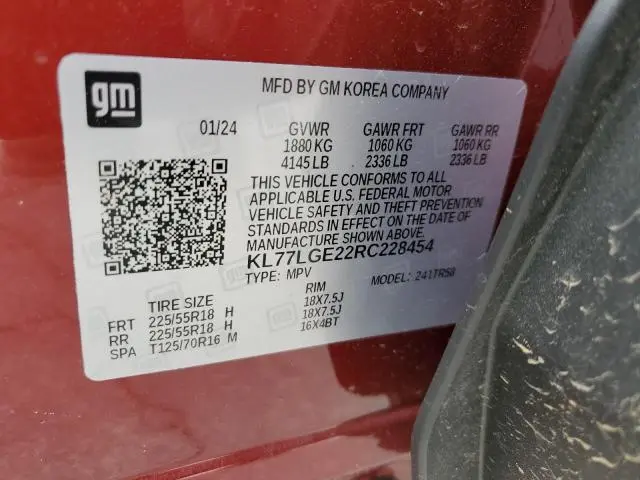 gm
MFD BY GM KOREA COMPANY
01/24 GVWR GAWR FRT GAWR RR
1880 KG 1060 KG 1060 KG
4145 LB 2336 LB 2336 LB
THIS VEHICLE CONFORMS TO ALL
APPLICABLE U.S. FEDERAL MOTOR
VEHICLE SAFETY AND THEFT PREVENTION
STANDARDS IN EFFECT ON THE DATE OF
MANUFACTURE SHOWN ABOVE.
KL77LGE22RC228454
TYPE: MPV MODEL: 241TR58
TIRE SIZE RIM
FRT 225/55R18 H 18X7.5J
RR 225/55R18 H 18X7.5J
SPA T125/70R16 M 16X4BT